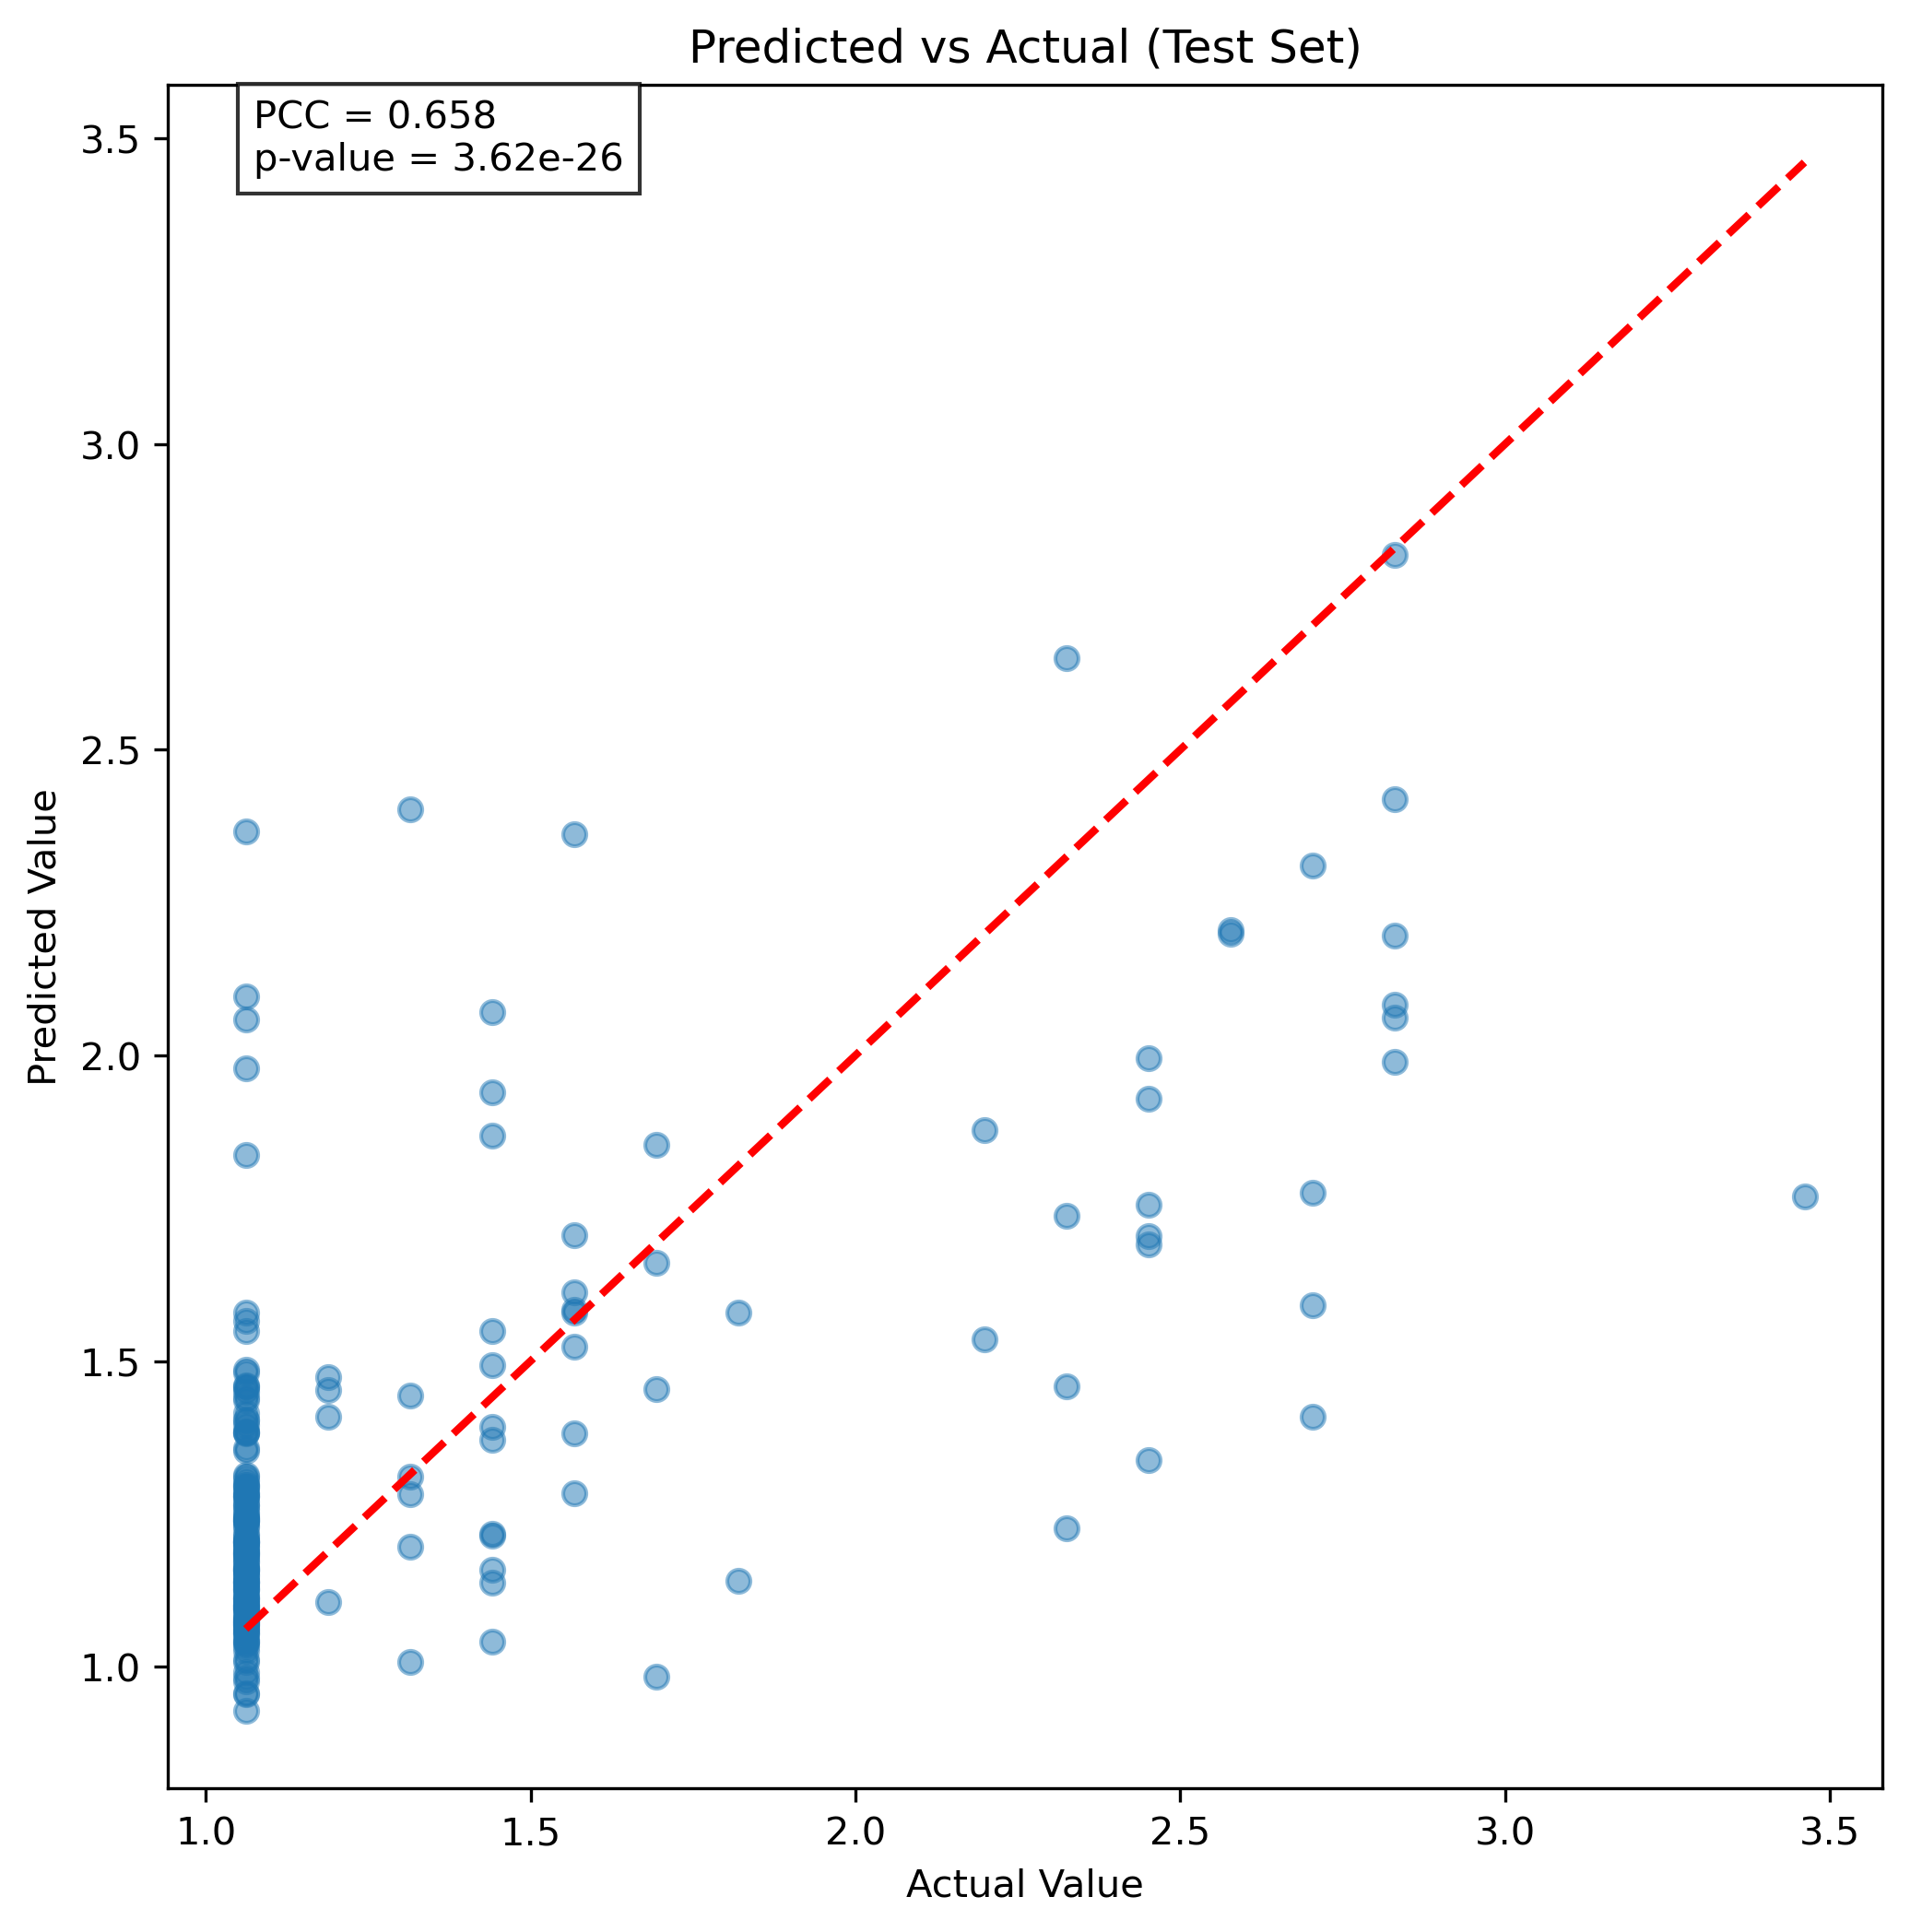 Predicted vs Actual (Test Set)
PCC = 0.658
p-value = 3.62e-26
3.5
3.0
2.5
2.0
1.5
1.0
Predicted Value
1.0 1.5 2.0 2.5 3.0 3.5
Actual Value